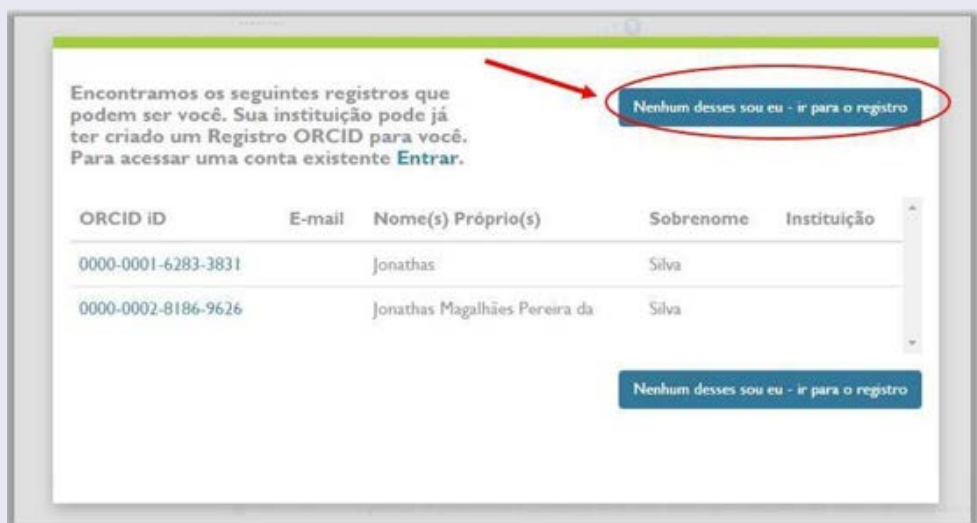 Encontramos os seguintes registros que
podem ser você. Sua instituição pode já
ter criado um Registro ORCID para você.
Para acessar uma conta existente Entrar.
Nenhum desses sou eu - ir para o registro
ORCID iD E-mail Nome(s) Próprio(s) Sobrenome Instituição
0000-0001-6283-3831 Jonathas Silva
0000-0002-8186-9626 Jonathas Magalhães Pereira da Silva
Nenhum desses sou eu - ir para o registro